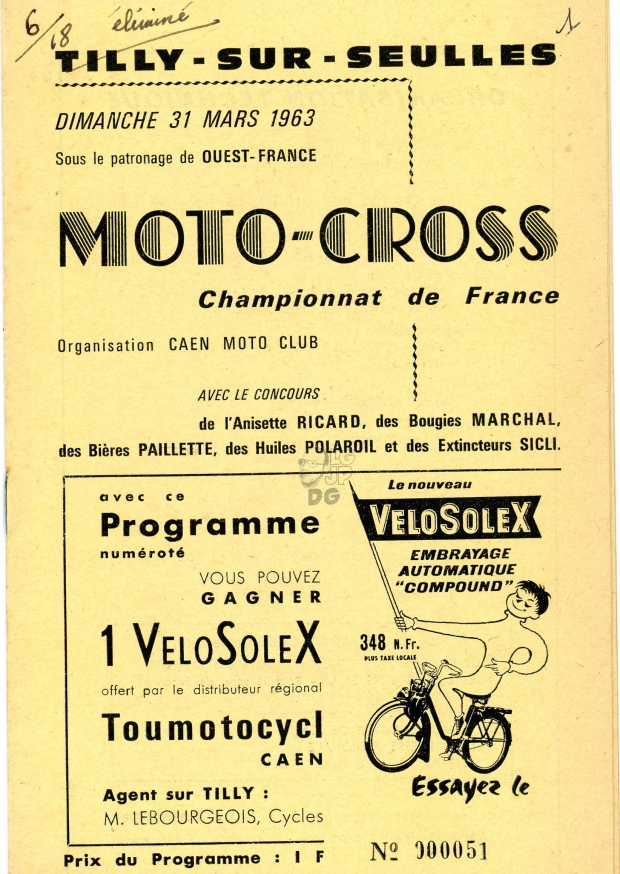 6/18 éliminé
1
TILLY-SUR-SEULLES
DIMANCHE 31 MARS 1963
Sous le patronage de OUEST-FRANCE
MOTO-CROSS
Championnat de France
Organisation CAEN MOTO CLUB
AVEC LE CONCOURS
de l'Anisette RICARD, des Bougies MARCHAL,
des Bières PAILLETTE, des Huiles POLAROIL et des Extincteurs SICLI.
LG
JP
DG
avec ce
Programme
numéroté
VOUS POUVEZ
GAGNER
1 VELOSOLEX
offert par le distributeur régional
Toumotocycl
CAEN
Agent sur TILLY :
M. LEBOURGEOIS, Cycles
Le nouveau
VELOSOLEX
EMBRAYAGE
AUTOMATIQUE
"COMPOUND"
348 N.Fr.
PLUS TAXE LOCALE
Essayez le
Prix du Programme : 1 F
Nº 000051